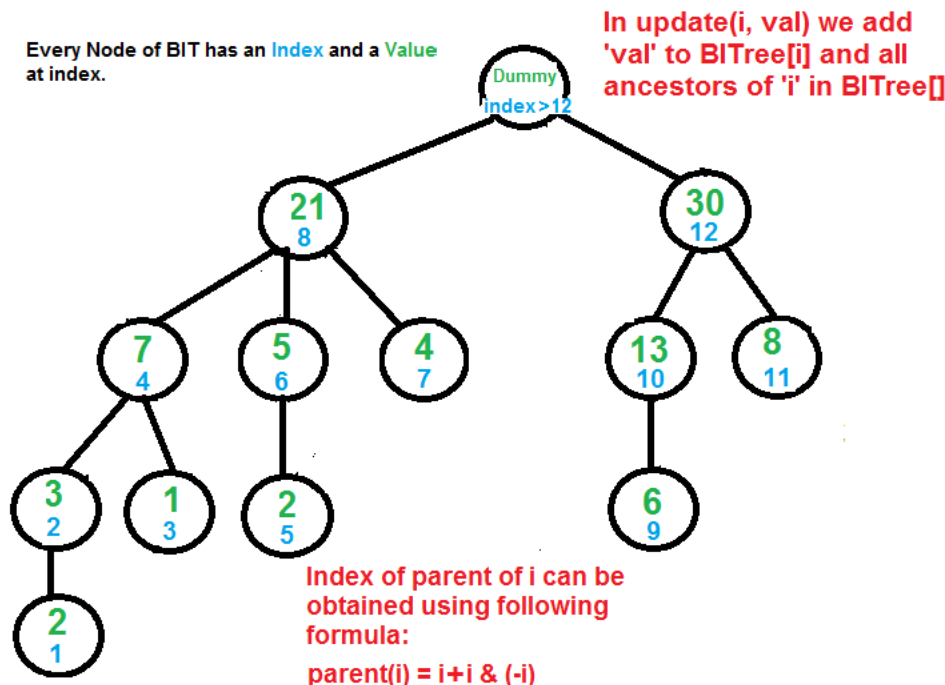 Every Node of BIT has an Index and a Value
at index.
In update(i, val) we add
'val' to BITree[i] and all
ancestors of 'i' in BITree[]
Dummy
index>12
21
8
30
12
7
4
5
6
4
7
13
10
8
11
3
2
1
3
2
5
6
9
2
1
Index of parent of i can be
obtained using following
formula:
parent(i) = i+i & (-i)